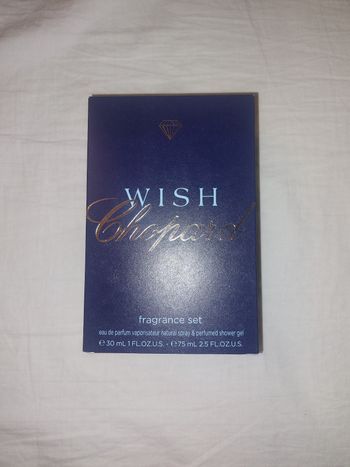 WISH
Chopard
fragrance set
eau de parfum vaporisateur natural spray & perfumed shower gel
℮ 30 mL 1 FL.OZ.U.S. - ℮ 75 mL 2.5 FL.OZ.U.S.